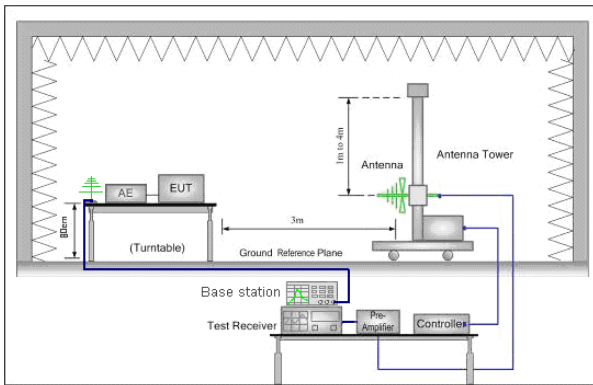 1m to 4m
Antenna
Antenna Tower
AE
EUT
80cm
(Turntable)
3m
Ground Reference Plane
Base station
Test Receiver
Pre-
Amplifier
Controller